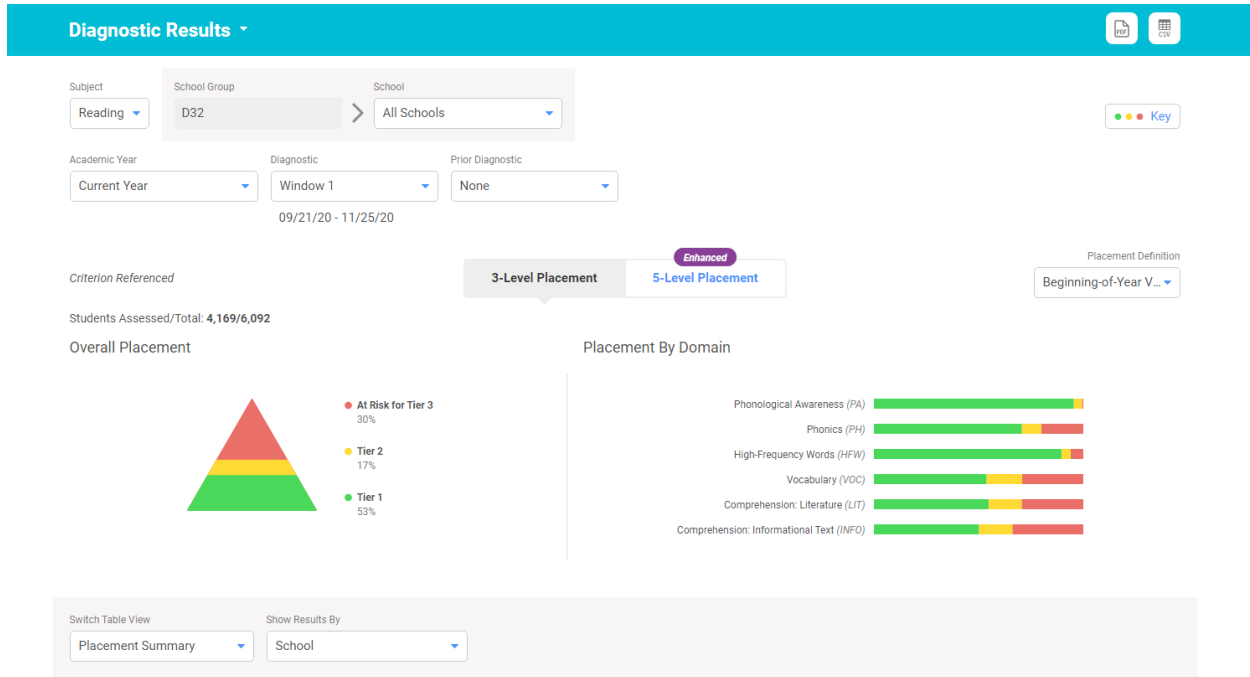 Diagnostic Results
PDF
CSV
Subject
School Group
School
Reading
D32
All Schools
Key
Academic Year
Diagnostic
Prior Diagnostic
Current Year
Window 1
None
09/21/20 - 11/25/20
Enhanced
Placement Definition
Criterion Referenced
3-Level Placement
5-Level Placement
Beginning-of-Year V...
Students Assessed/Total: 4,169/6,092
Overall Placement
At Risk for Tier 3
30%
Tier 2
17%
Tier 1
53%
Placement By Domain
Phonological Awareness (PA)
Phonics (PH)
High-Frequency Words (HFW)
Vocabulary (VOC)
Comprehension: Literature (LIT)
Comprehension: Informational Text (INFO)
Switch Table View
Show Results By
Placement Summary
School